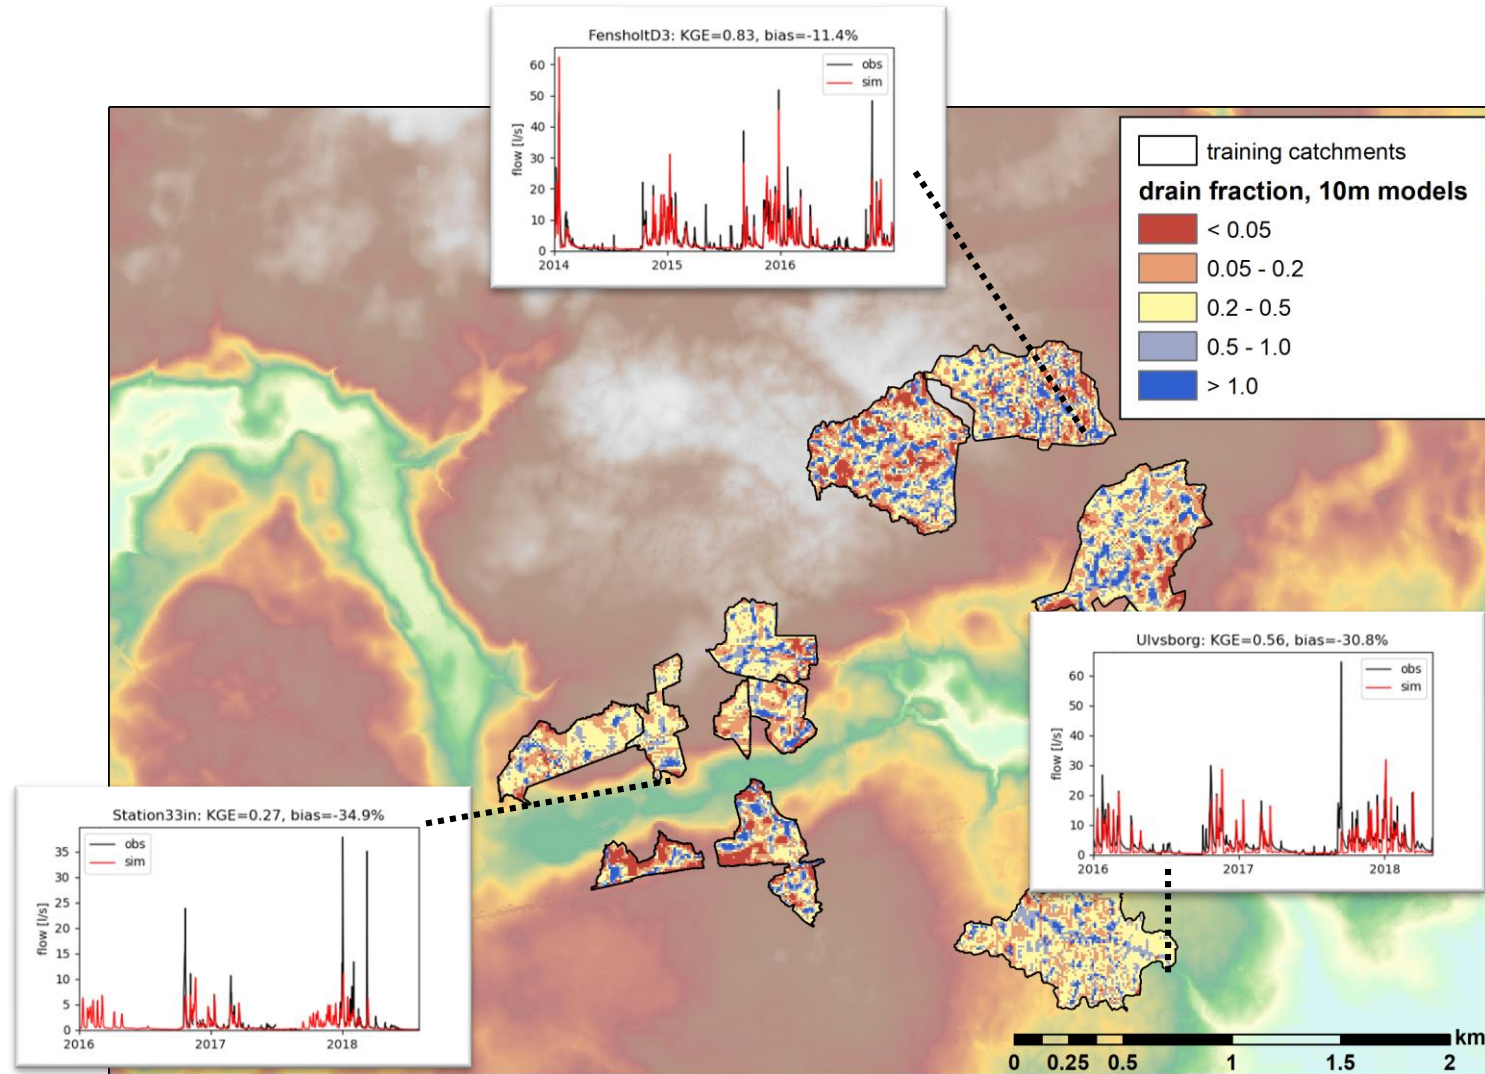 FensholtD3: KGE=0.83, bias=-11.4%
flow [l/s]
60
50
40
30
20
10
0
2014
2015
2016
obs
sim
training catchments
drain fraction, 10m models
< 0.05
0.05 - 0.2
0.2 - 0.5
0.5 - 1.0
> 1.0
Ulvsborg: KGE=0.56, bias=-30.8%
flow [l/s]
60
50
40
30
20
10
0
2016
2017
2018
obs
sim
Station33in: KGE=0.27, bias=-34.9%
flow [l/s]
35
30
25
20
15
10
5
0
2016
2017
2018
obs
sim
km
0 0.25 0.5 1 1.5 2